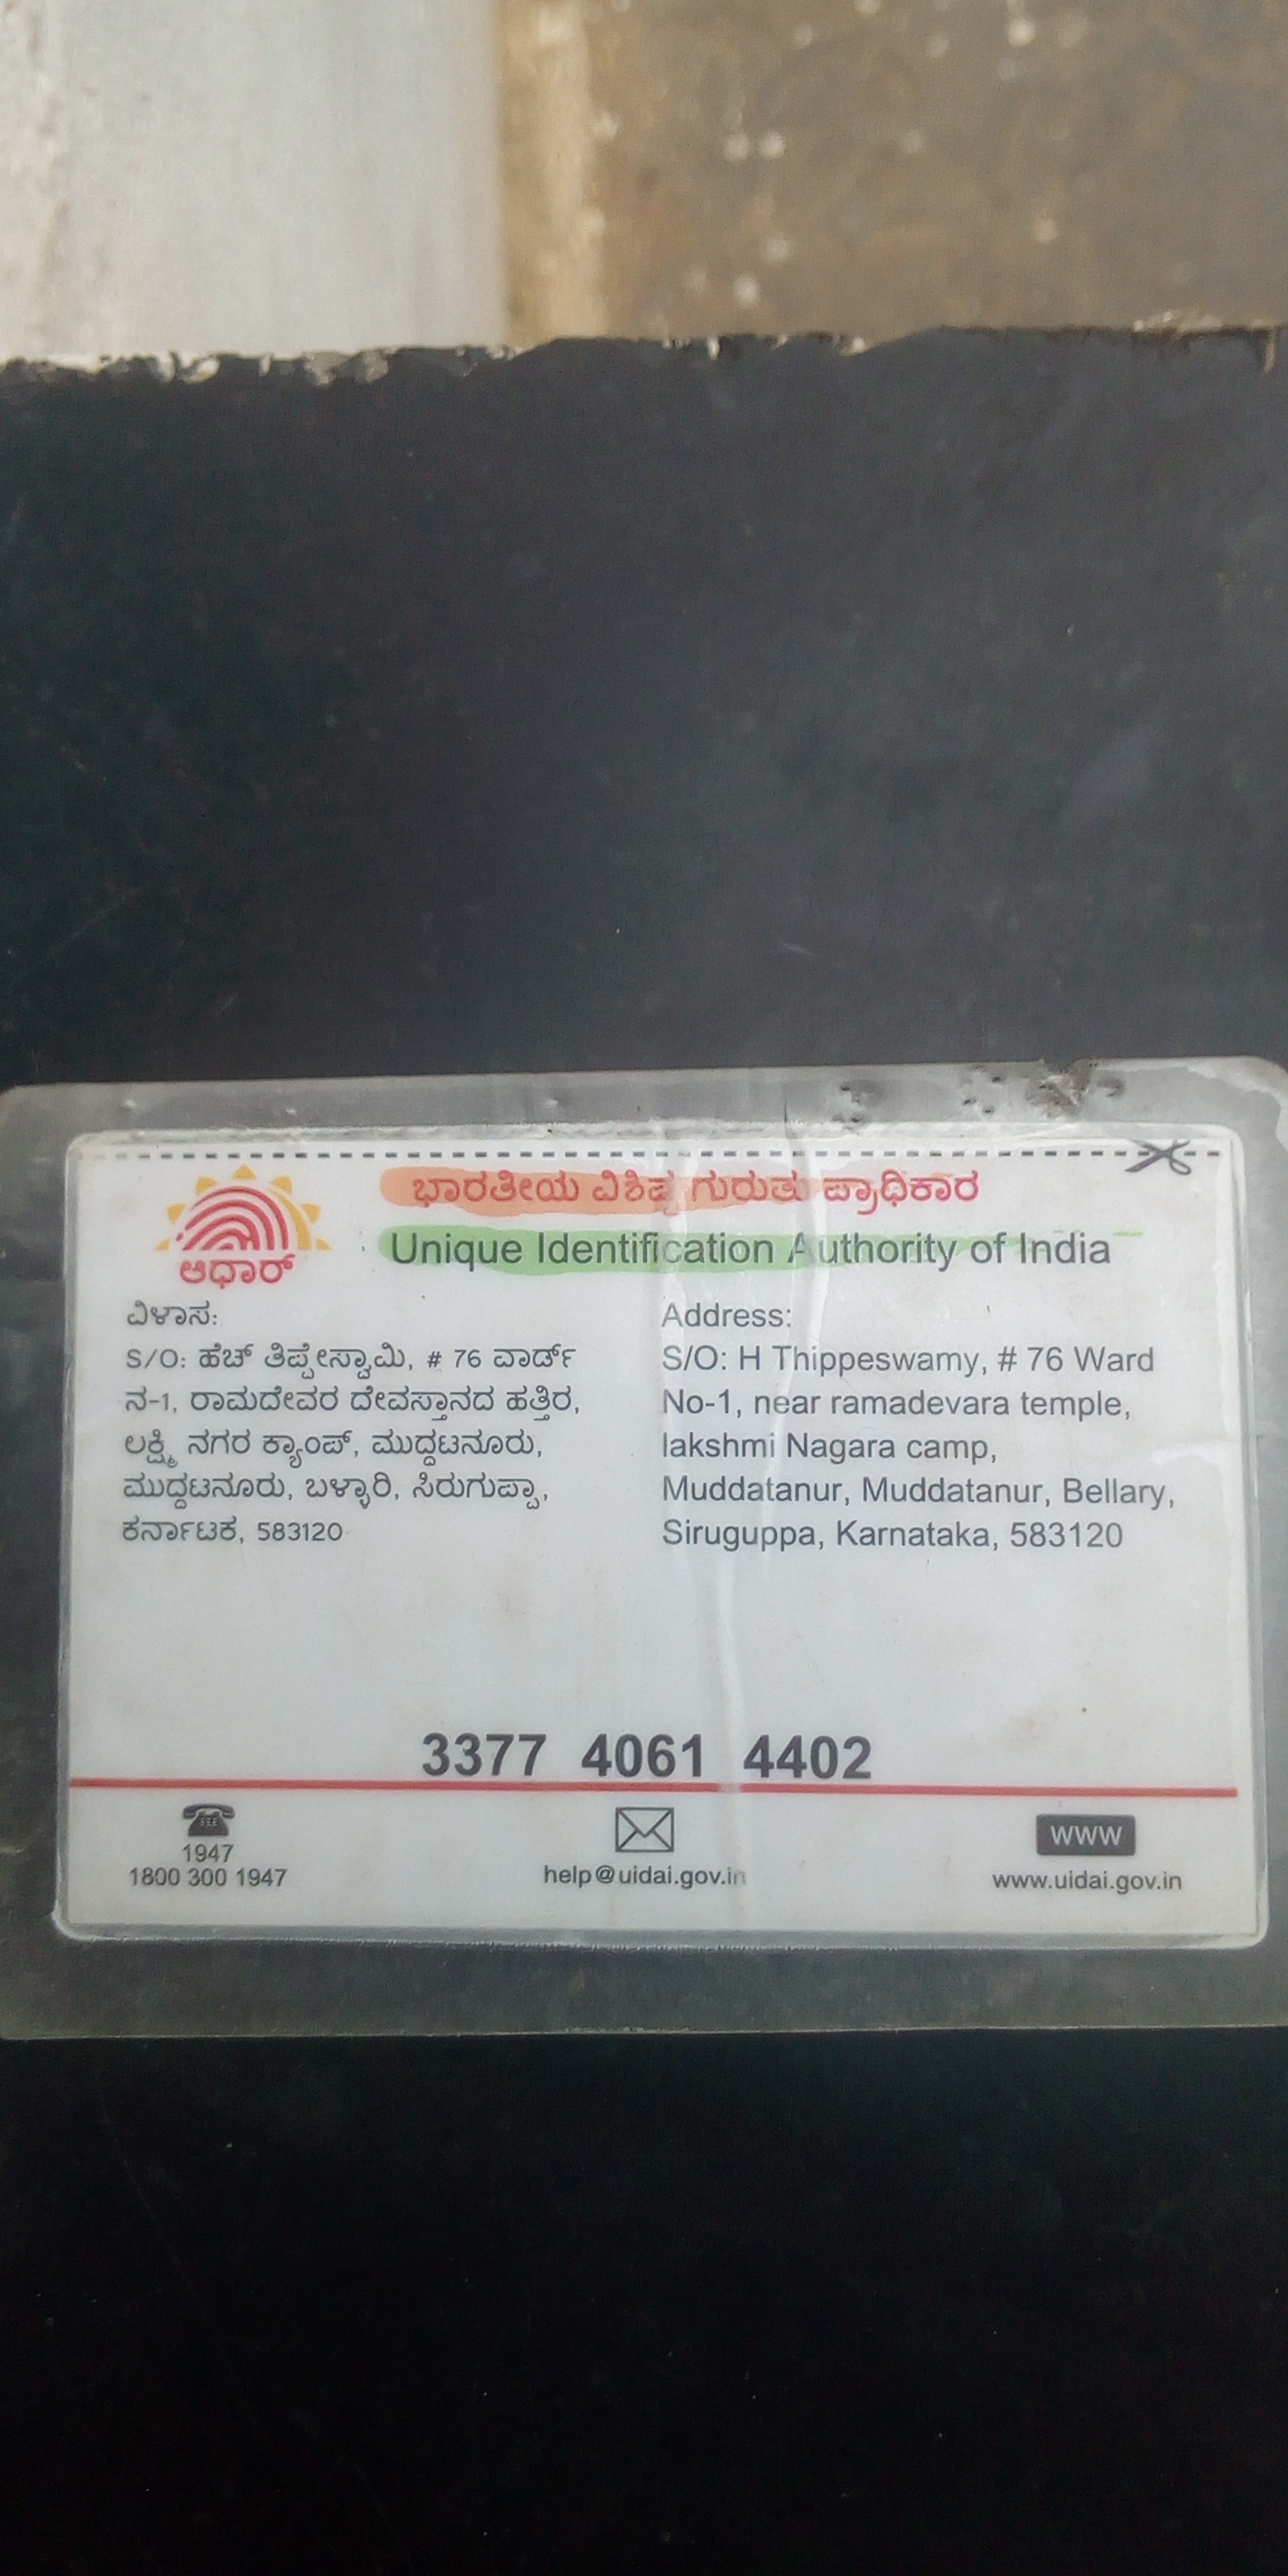 ಭಾರತೀಯ ವಿಶಿಷ್ಟ ಗುರುತು ಪ್ರಾಧಿಕಾರ
Unique Identification Authority of India
ಆಧಾರ್
ವಿಳಾಸ:
S/O: ಹೆಚ್ ತಿಪ್ಪೇಸ್ವಾಮಿ, # 76 ವಾರ್ಡ್
ನ-1, ರಾಮದೇವರ ದೇವಸ್ತಾನದ ಹತ್ತಿರ,
ಲಕ್ಷ್ಮಿ ನಗರ ಕ್ಯಾಂಪ್, ಮುದ್ದಟನೂರು,
ಮುದ್ದಟನೂರು, ಬಳ್ಳಾರಿ, ಸಿರುಗುಪ್ಪಾ,
ಕರ್ನಾಟಕ, 583120
Address:
S/O: H Thippeswamy, # 76 Ward
No-1, near ramadevara temple,
lakshmi Nagara camp,
Muddatanur, Muddatanur, Bellary,
Siruguppa, Karnataka, 583120
3377 4061 4402
1947
1800 300 1947
help@uidai.gov.in
www
www.uidai.gov.in